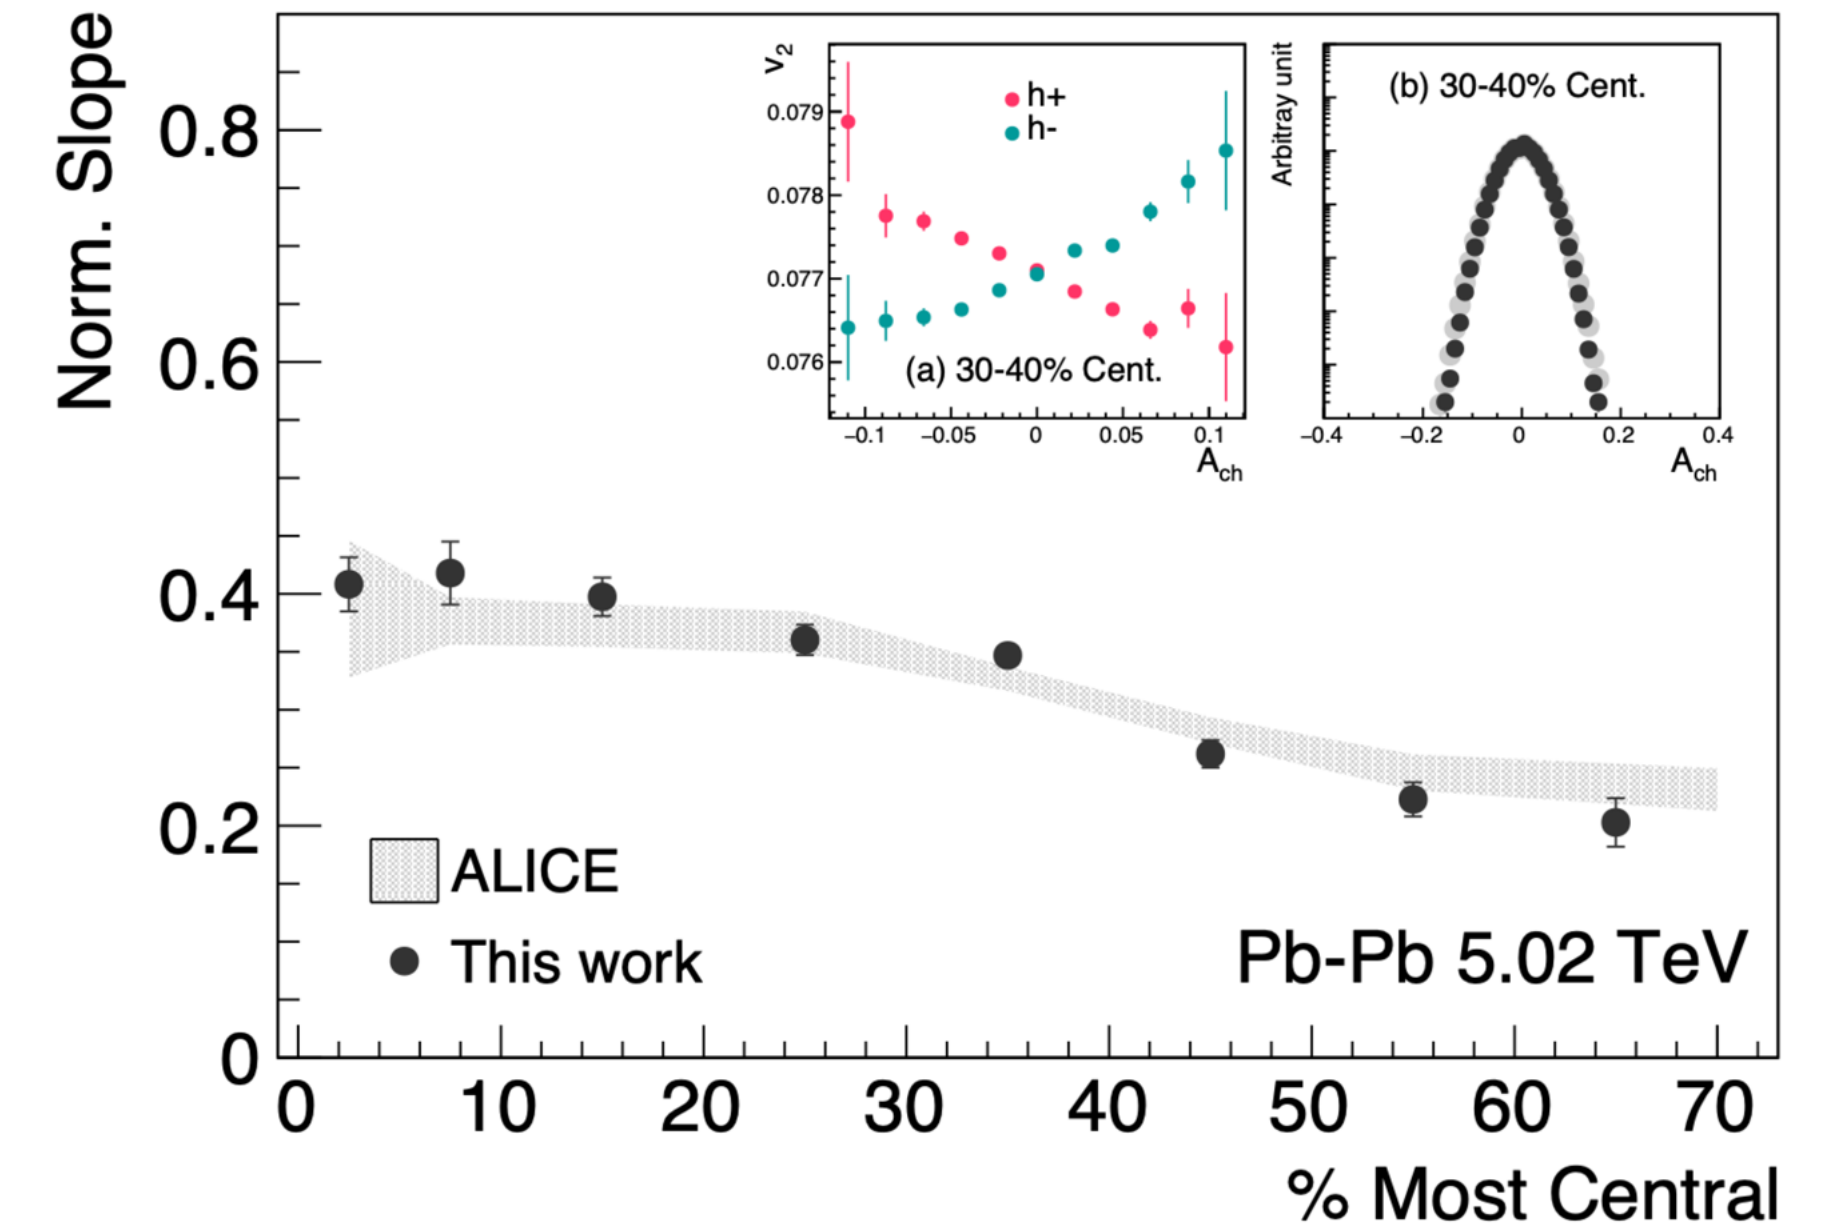 Norm. Slope
0.8
0.6
0.4
0.2
0
0 10 20 30 40 50 60 70
% Most Central
ALICE
This work
Pb-Pb 5.02 TeV
v2
0.079
0.078
0.077
0.076
h+
h-
(a) 30-40% Cent.
−0.1 −0.05 0 0.05 0.1
Ach
Arbitray unit
(b) 30-40% Cent.
−0.4 −0.2 0 0.2 0.4
Ach